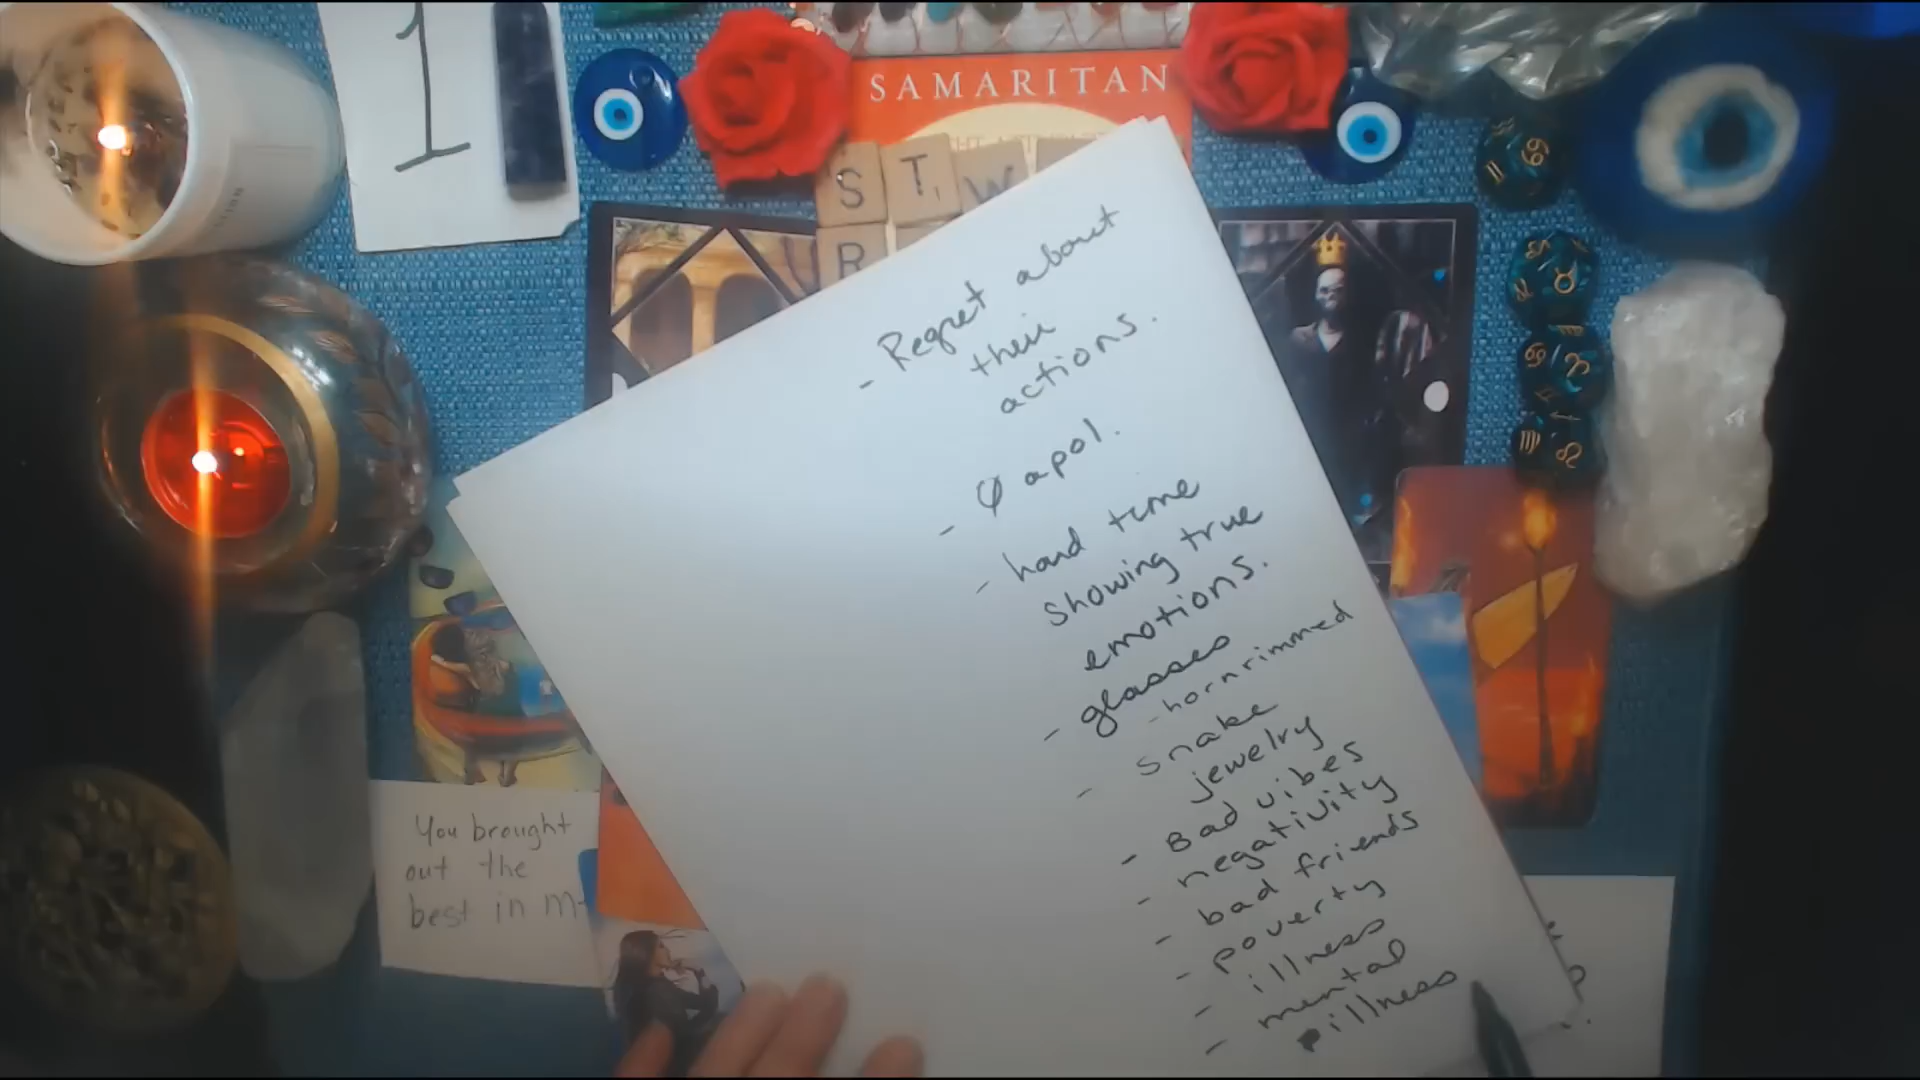 1
SAMARITAN
S T W
R
- Regret about
their
actions.
- Ø apol.
- hard time
showing true
emotions.
- glasses
- hornrimmed
- snake
jewelry
- Bad vibes
- negativity
- bad friends
- poverty
- illness
- mental
illness
You brought
out the
best in m